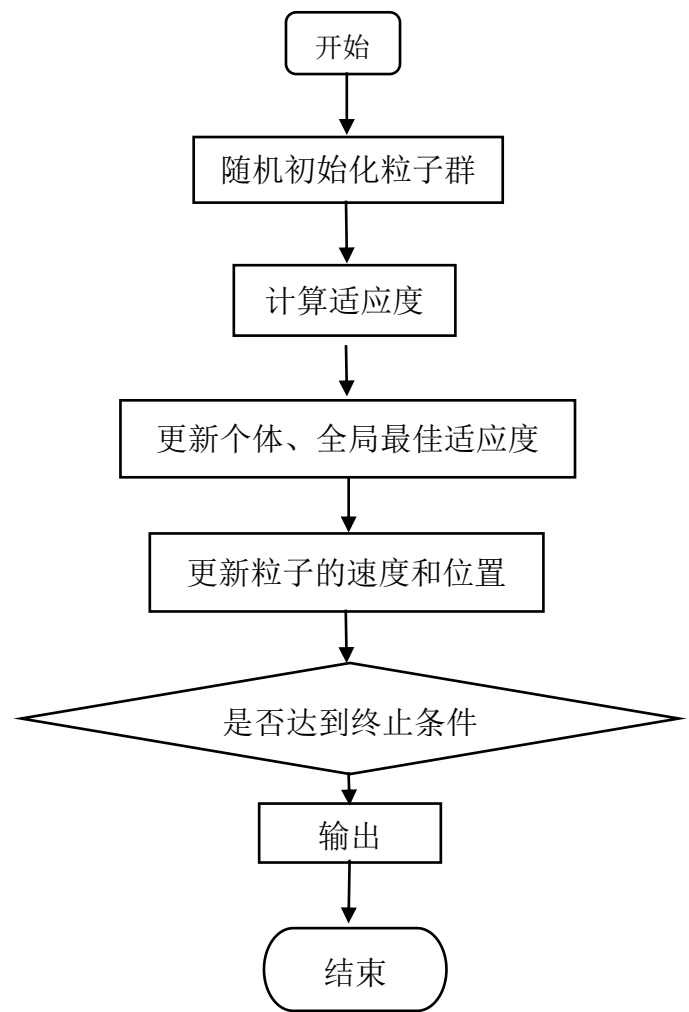 开始
随机初始化粒子群
计算适应度
更新个体、全局最佳适应度
更新粒子的速度和位置
是否达到终止条件
输出
结束